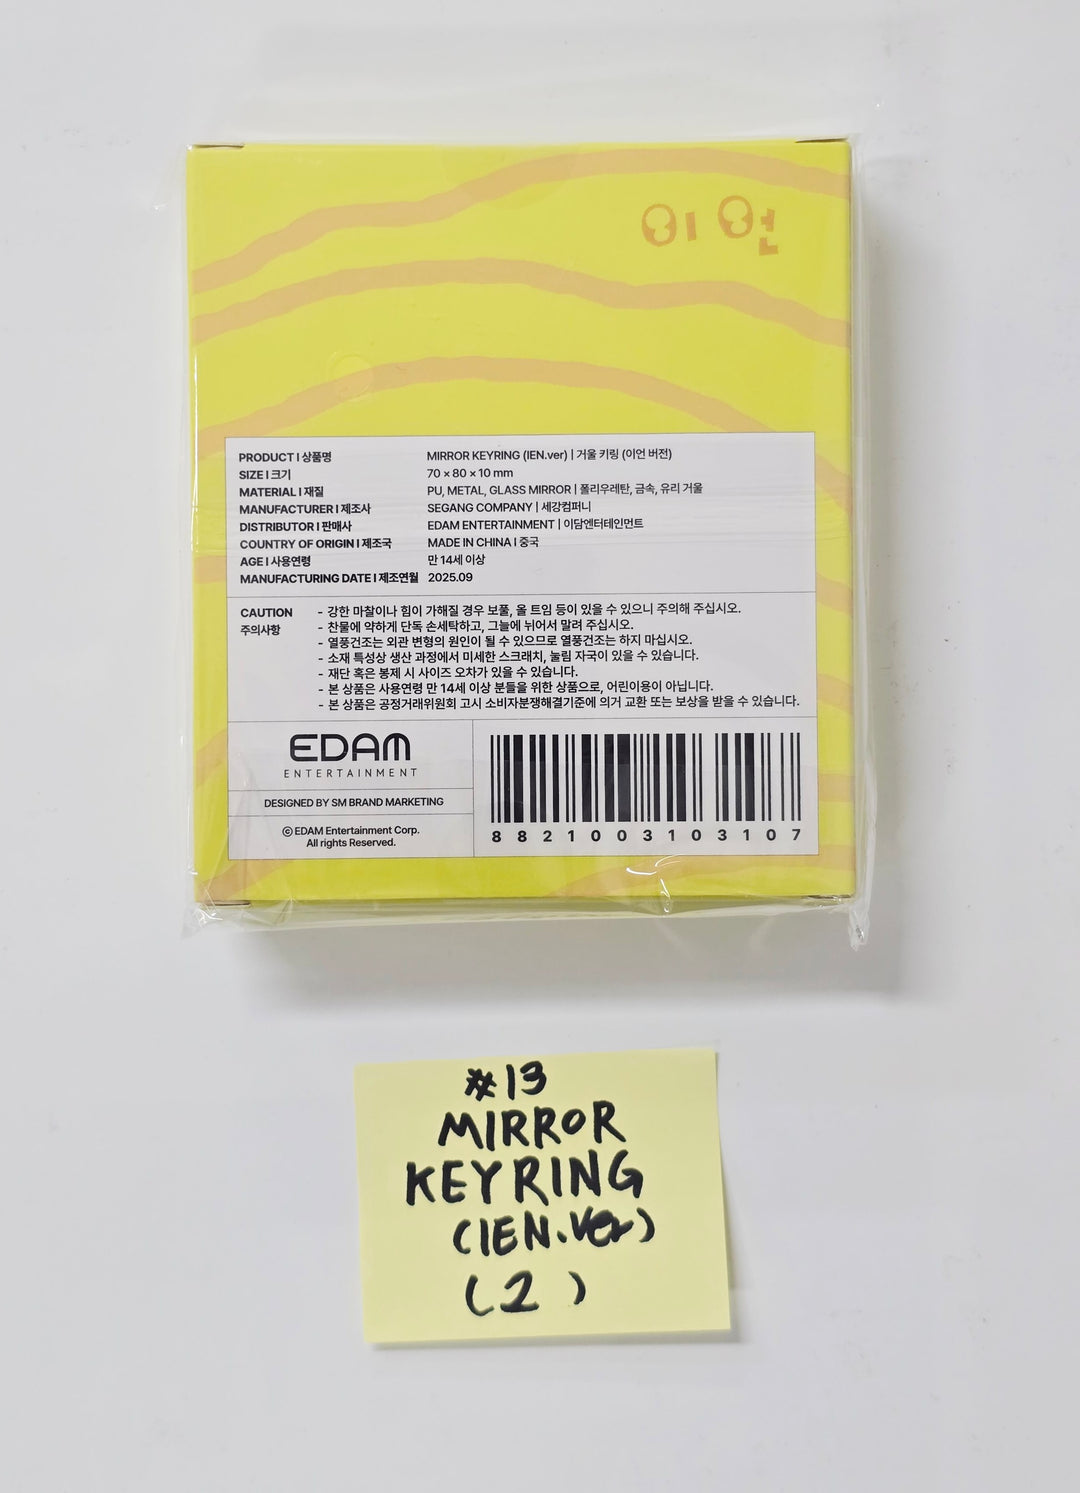 이언
PRODUCT I 상품명 MIRROR KEYRING (IEN.ver) | 거울 키링 (이언 버전)
SIZE I 크기 70 × 80 × 10 mm
MATERIAL I 재질 PU, METAL, GLASS MIRROR | 폴리우레탄, 금속, 유리 거울
MANUFACTURER I 제조사 SEGANG COMPANY | 세강컴퍼니
DISTRIBUTOR I 판매사 EDAM ENTERTAINMENT | 이담엔터테인먼트
COUNTRY OF ORIGIN I 제조국 MADE IN CHINA I 중국
AGE I 사용연령 만 14세 이상
MANUFACTURING DATE I 제조연월 2025.09
CAUTION - 강한 마찰이나 힘이 가해질 경우 보풀, 올 트임 등이 있을 수 있으니 주의해 주십시오.
주의사항 - 찬물에 약하게 단독 손세탁하고, 그늘에 뉘어서 말려 주십시오.
- 열풍건조는 외관 변형의 원인이 될 수 있으므로 열풍건조는 하지 마십시오.
- 소재 특성상 생산 과정에서 미세한 스크래치, 눌림 자국이 있을 수 있습니다.
- 재단 혹은 봉제 시 사이즈 오차가 있을 수 있습니다.
- 본 상품은 사용연령 만 14세 이상 분들을 위한 상품으로, 어린이용이 아닙니다.
- 본 상품은 공정거래위원회 고시 소비자분쟁해결기준에 의거 교환 또는 보상을 받을 수 있습니다.
EDAM
ENTERTAINMENT
DESIGNED BY SM BRAND MARKETING
© EDAM Entertainment Corp.
All rights Reserved.
8821003103107
#13
MIRROR
KEYRING
(IEN.Ver)
(2)